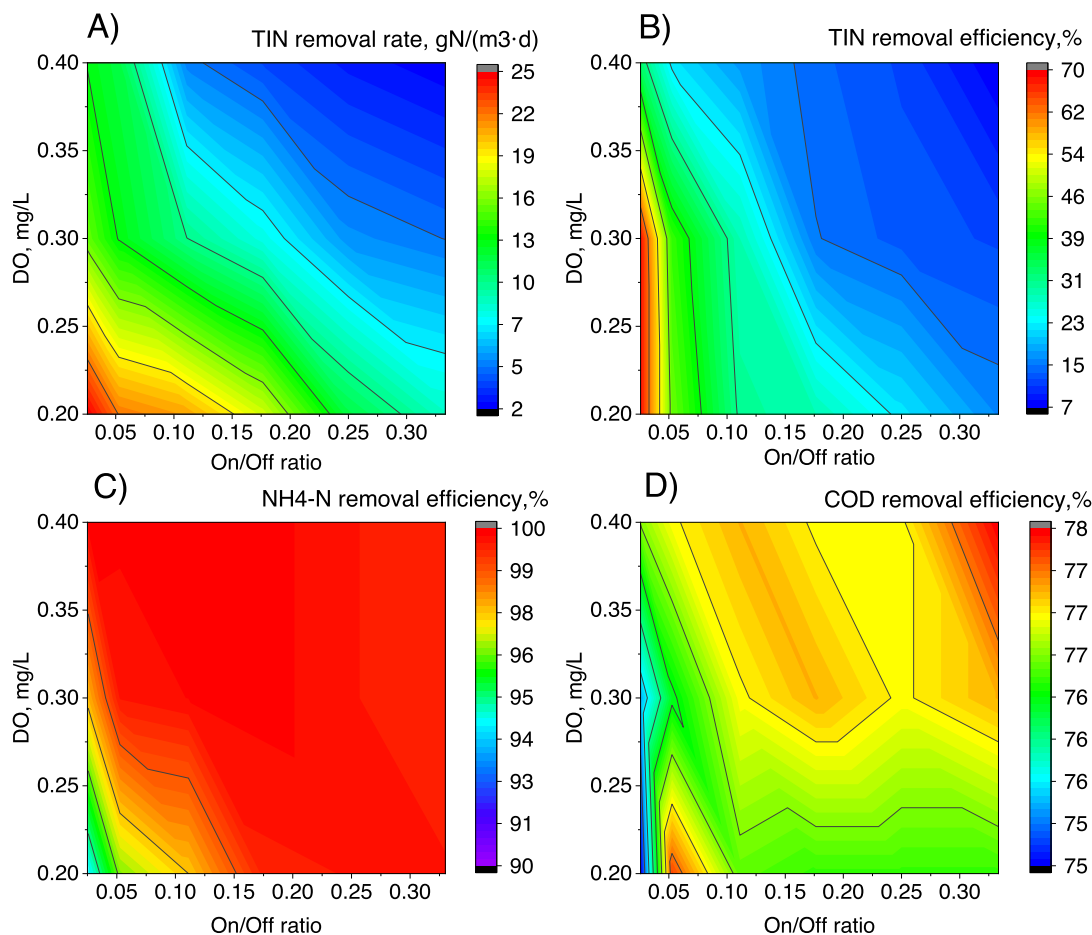 A)
TIN removal rate, gN/(m3·d)
0.40
0.35
0.30
0.25
0.20
DO, mg/L
0.05 0.10 0.15 0.20 0.25 0.30
On/Off ratio
25
22
19
16
13
10
7
5
2
B)
TIN removal efficiency,%
0.40
0.35
0.30
0.25
0.20
DO, mg/L
0.05 0.10 0.15 0.20 0.25 0.30
On/Off ratio
70
62
54
47
39
31
23
15
7
C)
NH4-N removal efficiency,%
0.40
0.35
0.30
0.25
0.20
DO, mg/L
0.05 0.10 0.15 0.20 0.25 0.30
On/Off ratio
100
99
98
96
95
94
93
91
90
D)
COD removal efficiency,%
0.40
0.35
0.30
0.25
0.20
DO, mg/L
0.05 0.10 0.15 0.20 0.25 0.30
On/Off ratio
78
77
77
77
76
76
76
75
75